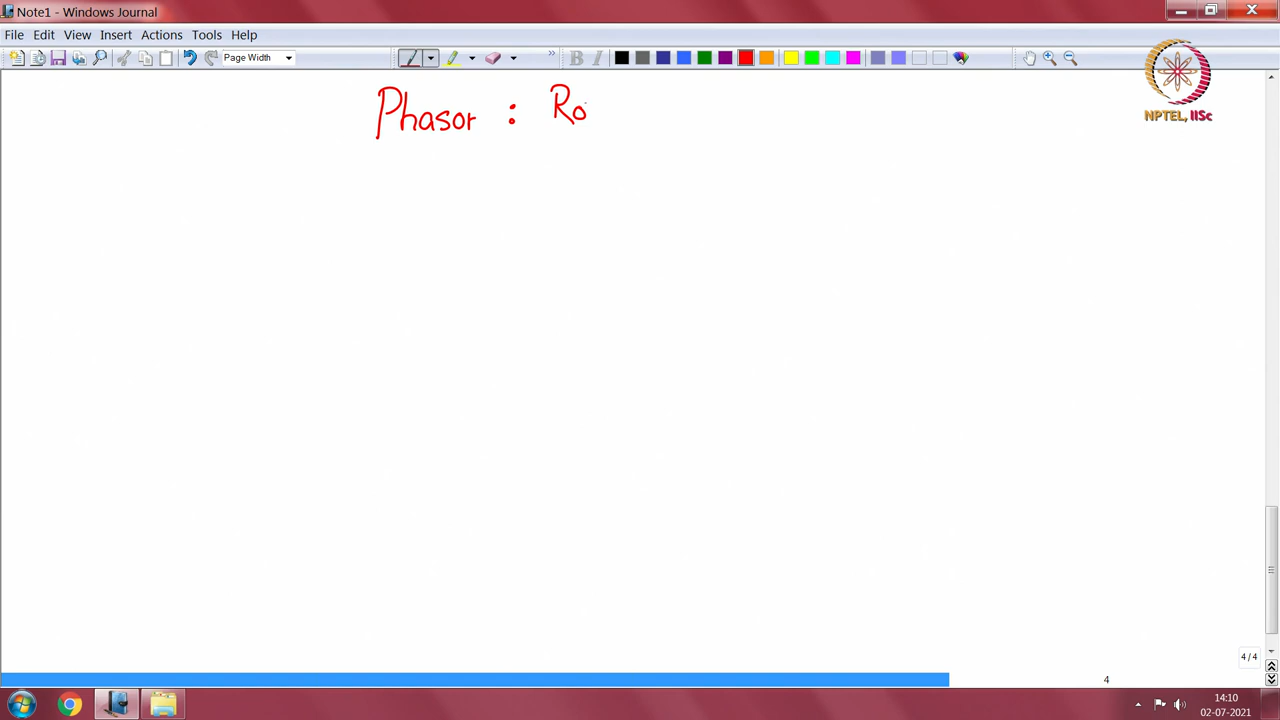 Note1 - Windows Journal
File Edit View Insert Actions Tools Help
Page Width
B I
Phasor : Ro
NPTEL, IISc
4 / 4
4
14:10
02-07-2021